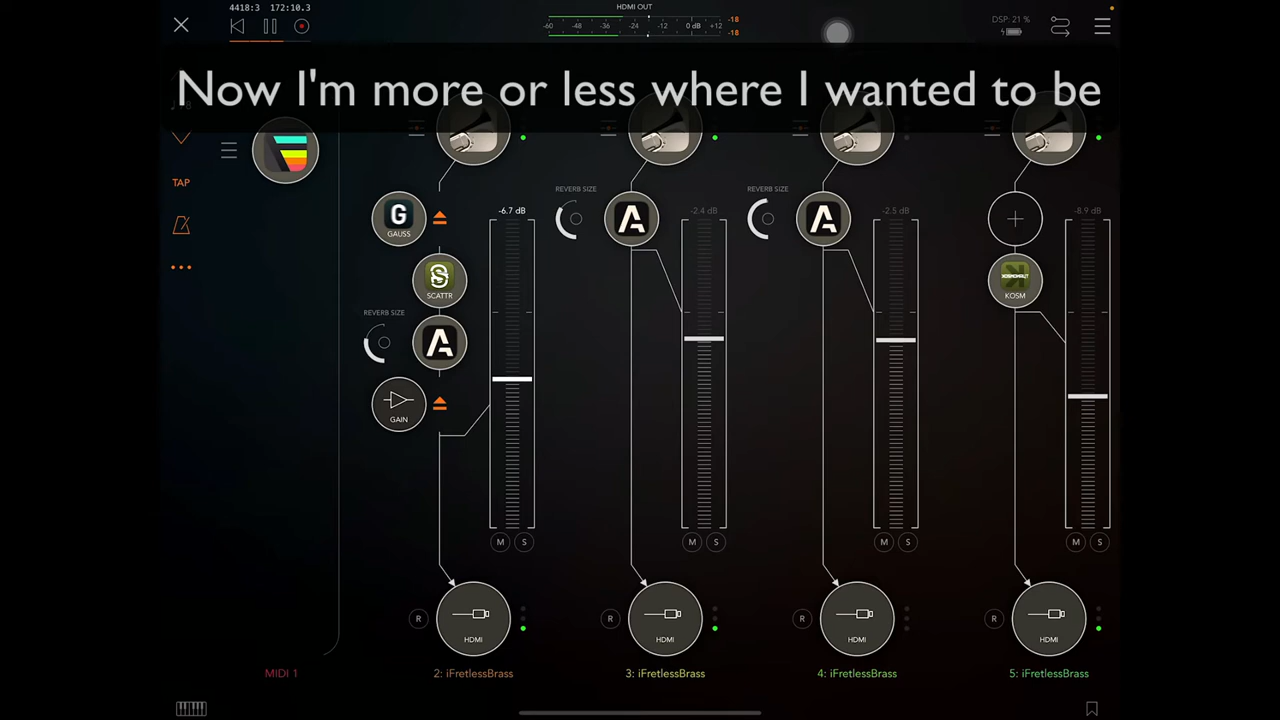 4418:3 172:10.3
HDMI OUT
-60 -48 -36 -24 -12 0 dB +12
-18
-18
DSP: 21 %
Now I'm more or less where I wanted to be
TAP
REVERB SIZE
REVERB SIZE
G
GAUSS
A
A
-6.7 dB
-2.4 dB
-2.5 dB
-8.9 dB
S
SCATTR
KOSMONAUT
KOSM
REVERB SIZE
A
GAIN
M S
M S
M S
M S
R
HDMI
R
HDMI
R
HDMI
R
HDMI
MIDI 1
2: iFretlessBrass
3: iFretlessBrass
4: iFretlessBrass
5: iFretlessBrass